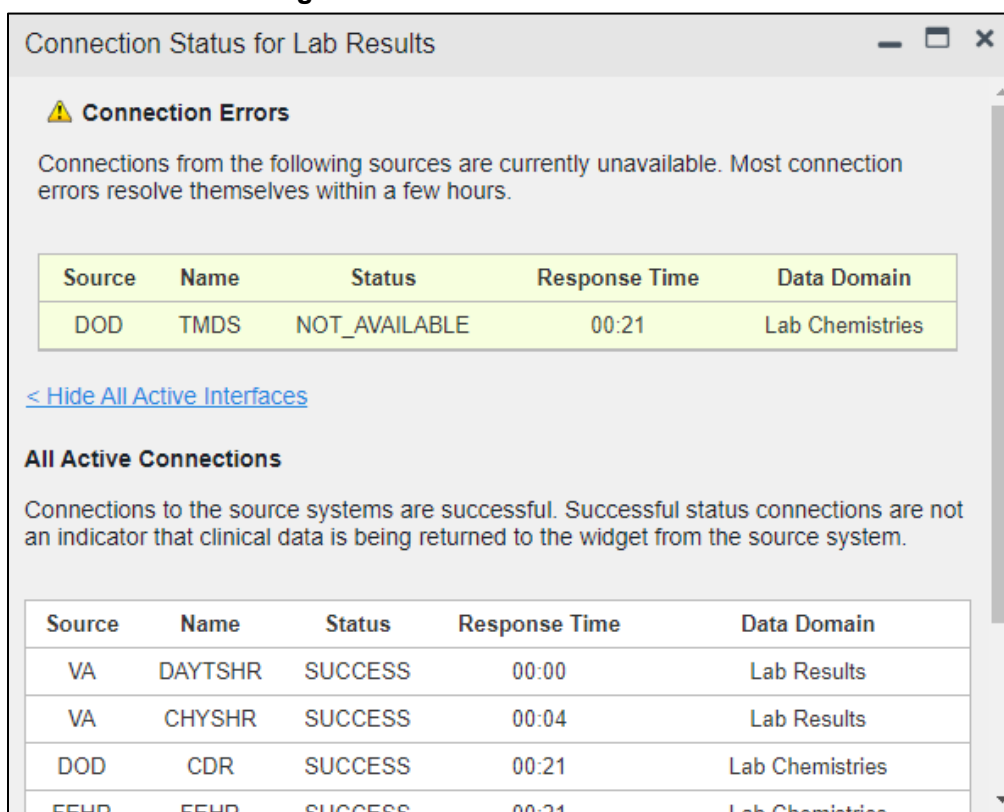 Connection Status for Lab Results
Connection Errors
Connections from the following sources are currently unavailable. Most connection
errors resolve themselves within a few hours.
Source Name Status Response Time Data Domain
DOD TMDS NOT_AVAILABLE 00:21 Lab Chemistries
< Hide All Active Interfaces
All Active Connections
Connections to the source systems are successful. Successful status connections are not
an indicator that clinical data is being returned to the widget from the source system.
Source Name Status Response Time Data Domain
VA DAYTSHR SUCCESS 00:00 Lab Results
VA CHYSHR SUCCESS 00:04 Lab Results
DOD CDR SUCCESS 00:21 Lab Chemistries
SUCCESS 00:21 Lab Chemistries